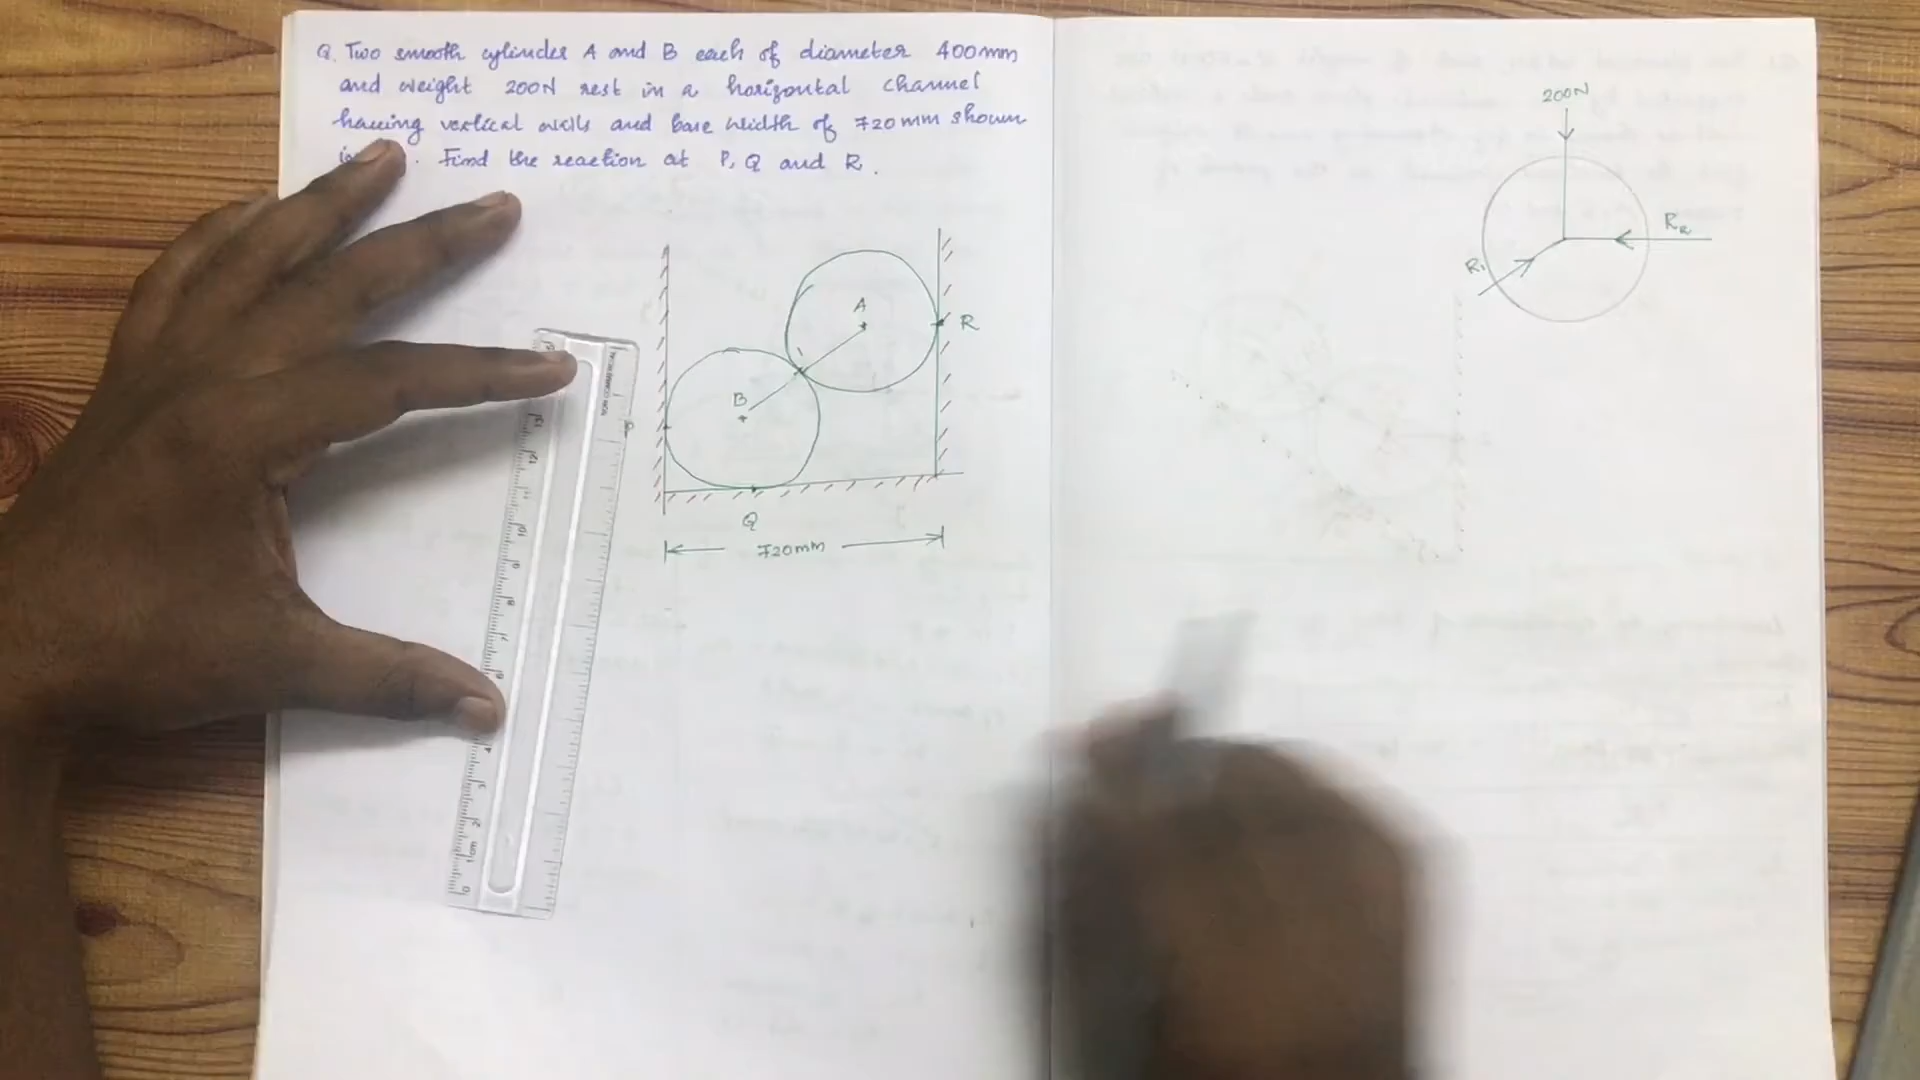 Q. Two smooth cylinder A and B each of diameter 400mm
and weight 200N rest in a horizontal channel
having vertical walls and base width of 720mm shown
Find the reaction at P, Q and R.
200N
R
R₁
A
R
B
Q
720mm